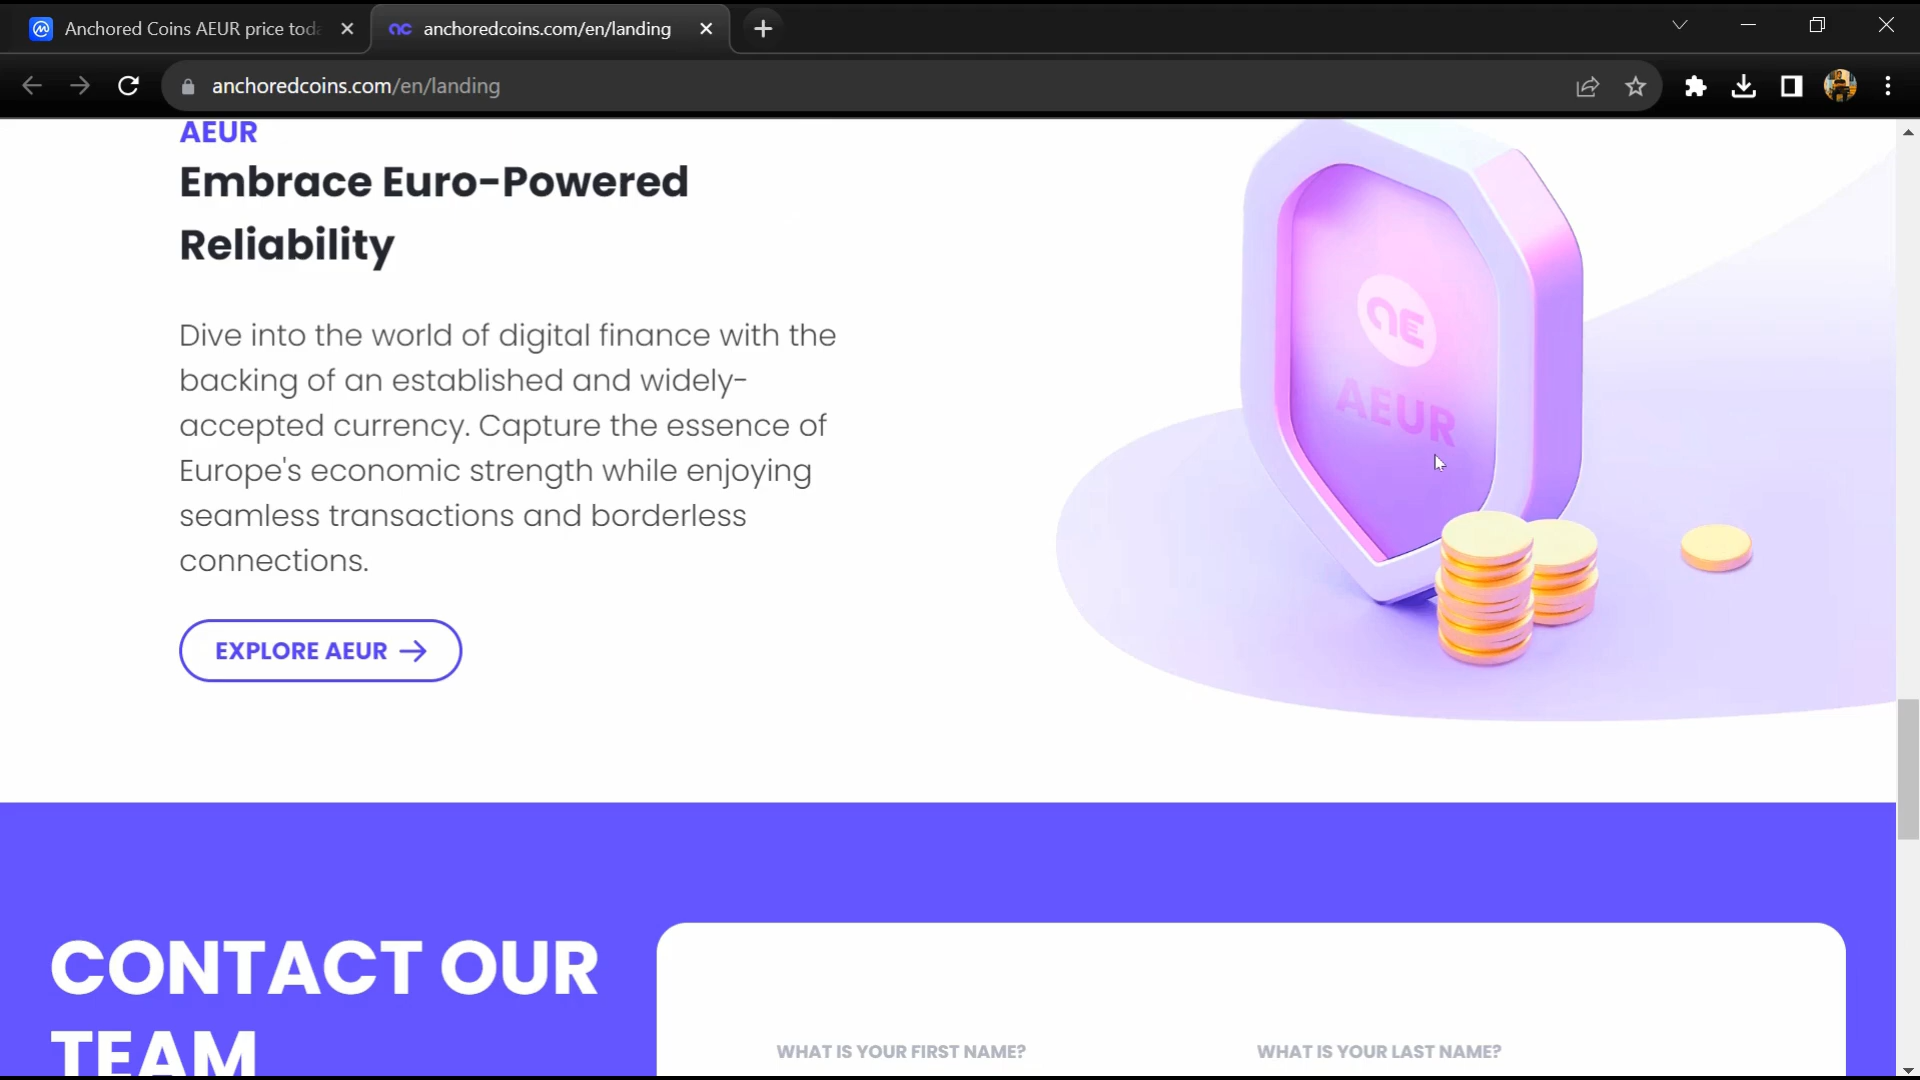 Anchored Coins AEUR price toda
anchoredcoins.com/en/landing
anchoredcoins.com/en/landing
AEUR
Embrace Euro-Powered
Reliability
Dive into the world of digital finance with the
backing of an established and widely-
accepted currency. Capture the essence of
Europe's economic strength while enjoying
seamless transactions and borderless
connections.
EXPLORE AEUR
AE
AEUR
CONTACT OUR
TEAM
WHAT IS YOUR FIRST NAME?
WHAT IS YOUR LAST NAME?